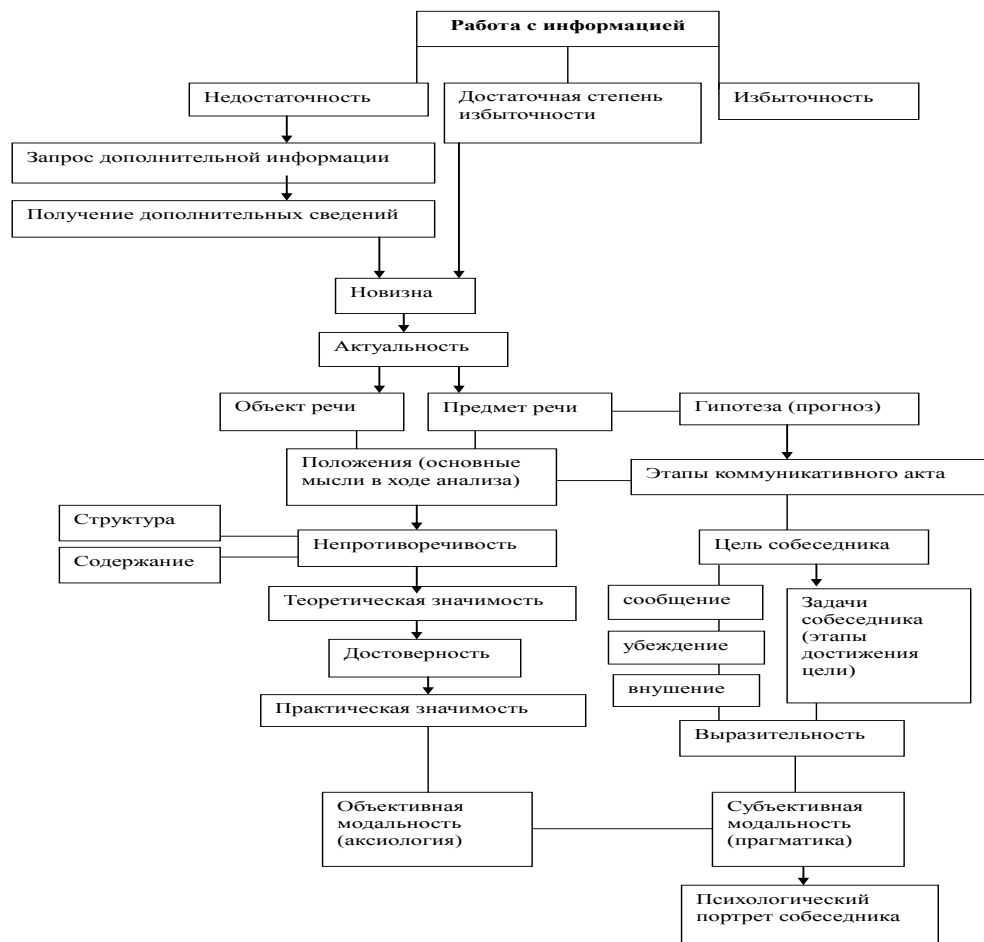 Работа с информацией
Недостаточность
Достаточная степень
избыточности
Избыточность
Запрос дополнительной информации
Получение дополнительных сведений
Новизна
Актуальность
Объект речи
Предмет речи
Гипотеза (прогноз)
Положения (основные
мысли в ходе анализа)
Этапы коммуникативного акта
Структура
Содержание
Непротиворечивость
Цель собеседника
Теоретическая значимость
сообщение
убеждение
внушение
Задачи
собеседника
(этапы
достижения
цели)
Достоверность
Практическая значимость
Выразительность
Объективная
модальность
(аксиология)
Субъективная
модальность
(прагматика)
Психологический
портрет собеседника